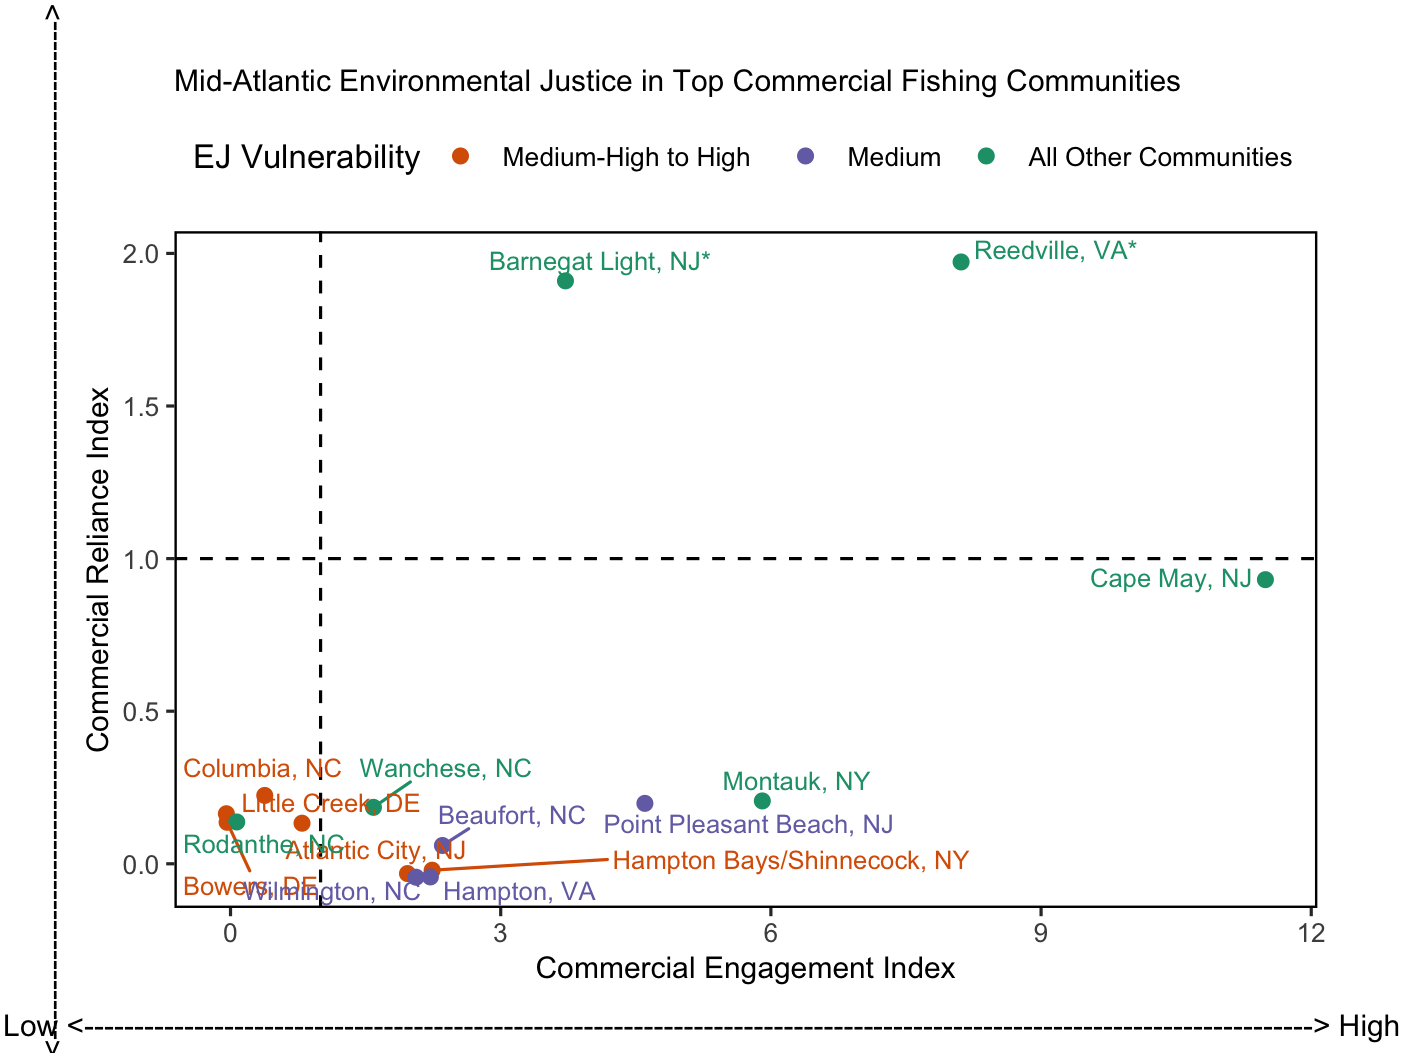 Mid-Atlantic Environmental Justice in Top Commercial Fishing Communities
EJ Vulnerability Medium-High to High Medium All Other Communities
Commercial Reliance Index
2.0
1.5
1.0
0.5
0.0
Barnegat Light, NJ*
Reedville, VA*
Cape May, NJ
Columbia, NC
Wanchese, NC
Montauk, NY
Little Creek, DE
Beaufort, NC
Point Pleasant Beach, NJ
Rodanthe, NC
Atlantic City, NJ
Hampton Bays/Shinnecock, NY
Bowers, DE
Wilmington, NC
Hampton, VA
0 3 6 9 12
Commercial Engagement Index
Low <--> High